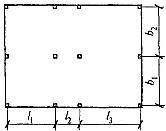 b₂
b₁
l₁ l₂ l₃